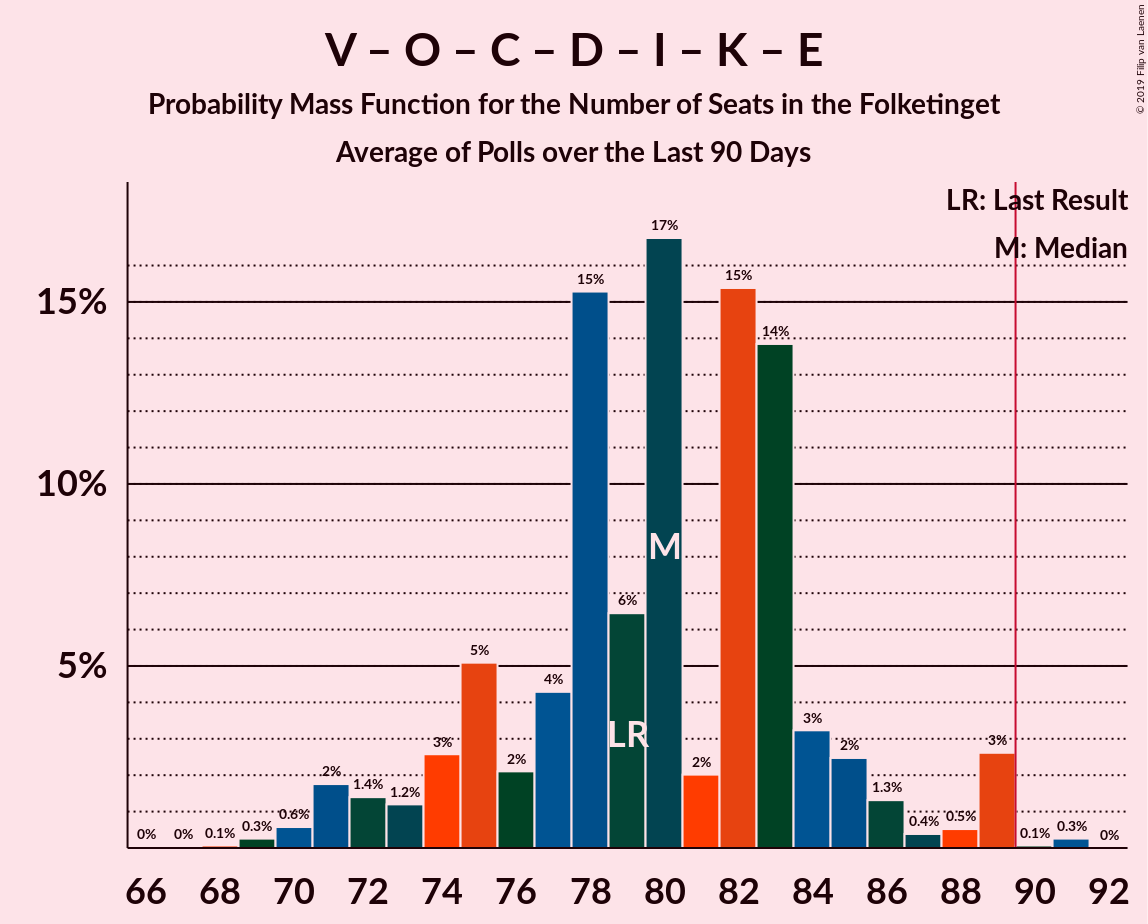 V – O – C – D – I – K – E
Probability Mass Function for the Number of Seats in the Folketinget
Average of Polls over the Last 90 Days
© 2019 Filip van Laenen
LR: Last Result
M: Median
15%
10%
5%
0% 0% 0.1% 0.3% 0.6% 2% 1.4% 1.2% 3% 5% 2% 4% 15% 6% 17% 2% 15% 14% 3% 2% 1.3% 0.4% 0.5% 3% 0.1% 0.3% 0%
M
LR
66 68 70 72 74 76 78 80 82 84 86 88 90 92